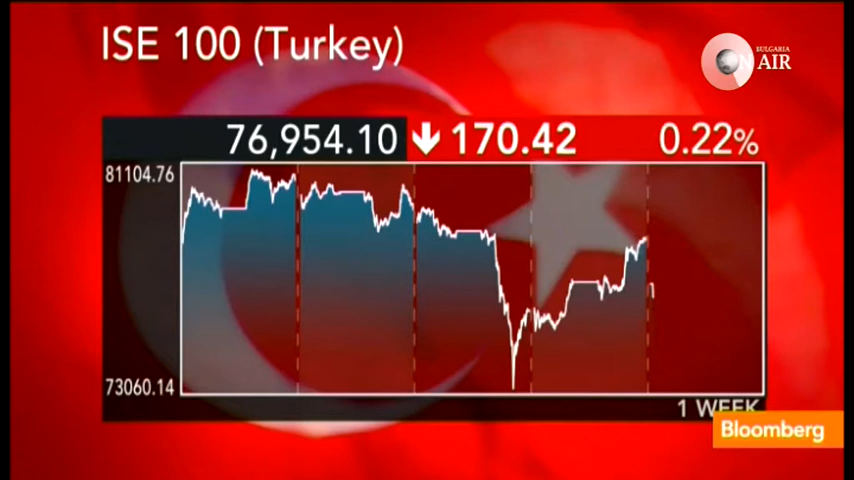 ISE 100 (Turkey)
BULGARIA
ON AIR
76,954.10 170.42 0.22%
81104.76
73060.14
1 WEEK
Bloomberg